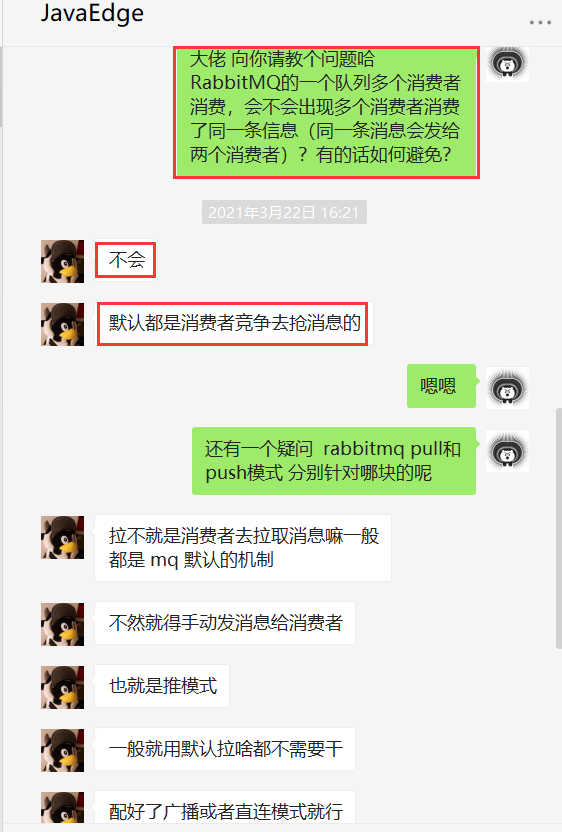 JavaEdge
大佬 向你请教个问题哈
RabbitMQ的一个队列多个消费者
消费，会不会出现多个消费者消费
了同一条信息（同一条消息会发给
两个消费者）？有的话如何避免？
2021年3月22日 16:21
不会
默认都是消费者竞争去抢消息的
嗯嗯
还有一个疑问 rabbitmq pull和
push模式 分别针对哪块的呢
拉不就是消费者去拉取消息嘛一般
都是 mq 默认的机制
不然就得手动发消息给消费者
也就是推模式
一般就用默认拉啥都不需要干
配好了广播或者直连模式就行